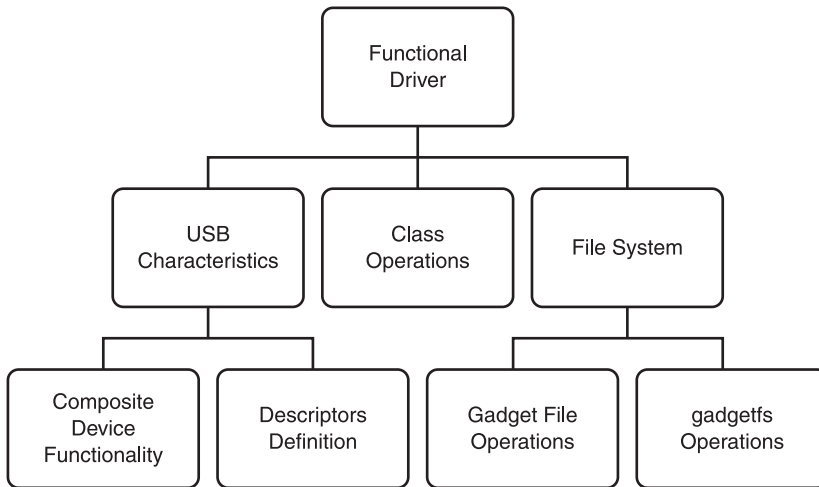 Functional
Driver
USB
Characteristics
Class
Operations
File System
Composite
Device
Functionality
Descriptors
Definition
Gadget File
Operations
gadgetfs
Operations